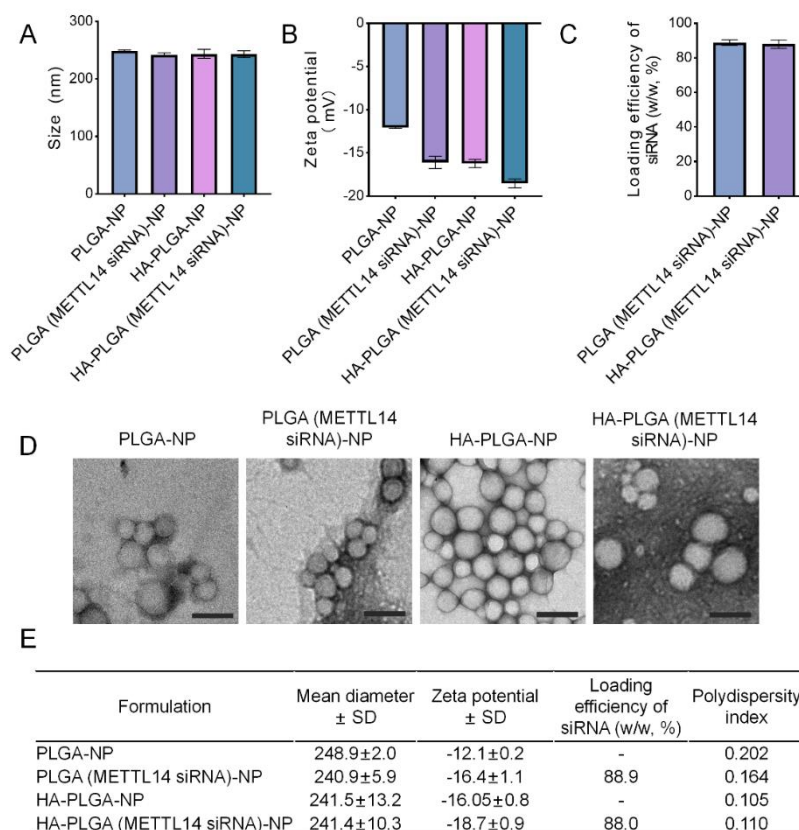 A
Size (nm)
300
200
100
0
PLGA-NP
PLGA (METTL14 siRNA)-NP
HA-PLGA-NP
HA-PLGA (METTL14 siRNA)-NP
B
Zeta potential
( mV)
0
-5
-10
-15
-20
PLGA-NP
PLGA (METTL14 siRNA)-NP
HA-PLGA-NP
HA-PLGA (METTL14 siRNA)-NP
C
Loading efficiency of
siRNA (w/w, %)
100
80
60
40
20
0
PLGA (METTL14 siRNA)-NP
HA-PLGA (METTL14 siRNA)-NP
D
PLGA-NP
PLGA (METTL14
siRNA)-NP
HA-PLGA-NP
HA-PLGA (METTL14
siRNA)-NP
E
Formulation Mean diameter ± SD Zeta potential ± SD Loading efficiency of siRNA (w/w, %) Polydispersity index
PLGA-NP 248.9±2.0 -12.1±0.2 - 0.202
PLGA (METTL14 siRNA)-NP 240.9±5.9 -16.4±1.1 88.9 0.164
HA-PLGA-NP 241.5±13.2 -16.05±0.8 - 0.105
HA-PLGA (METTL14 siRNA)-NP 241.4±10.3 -18.7±0.9 88.0 0.110